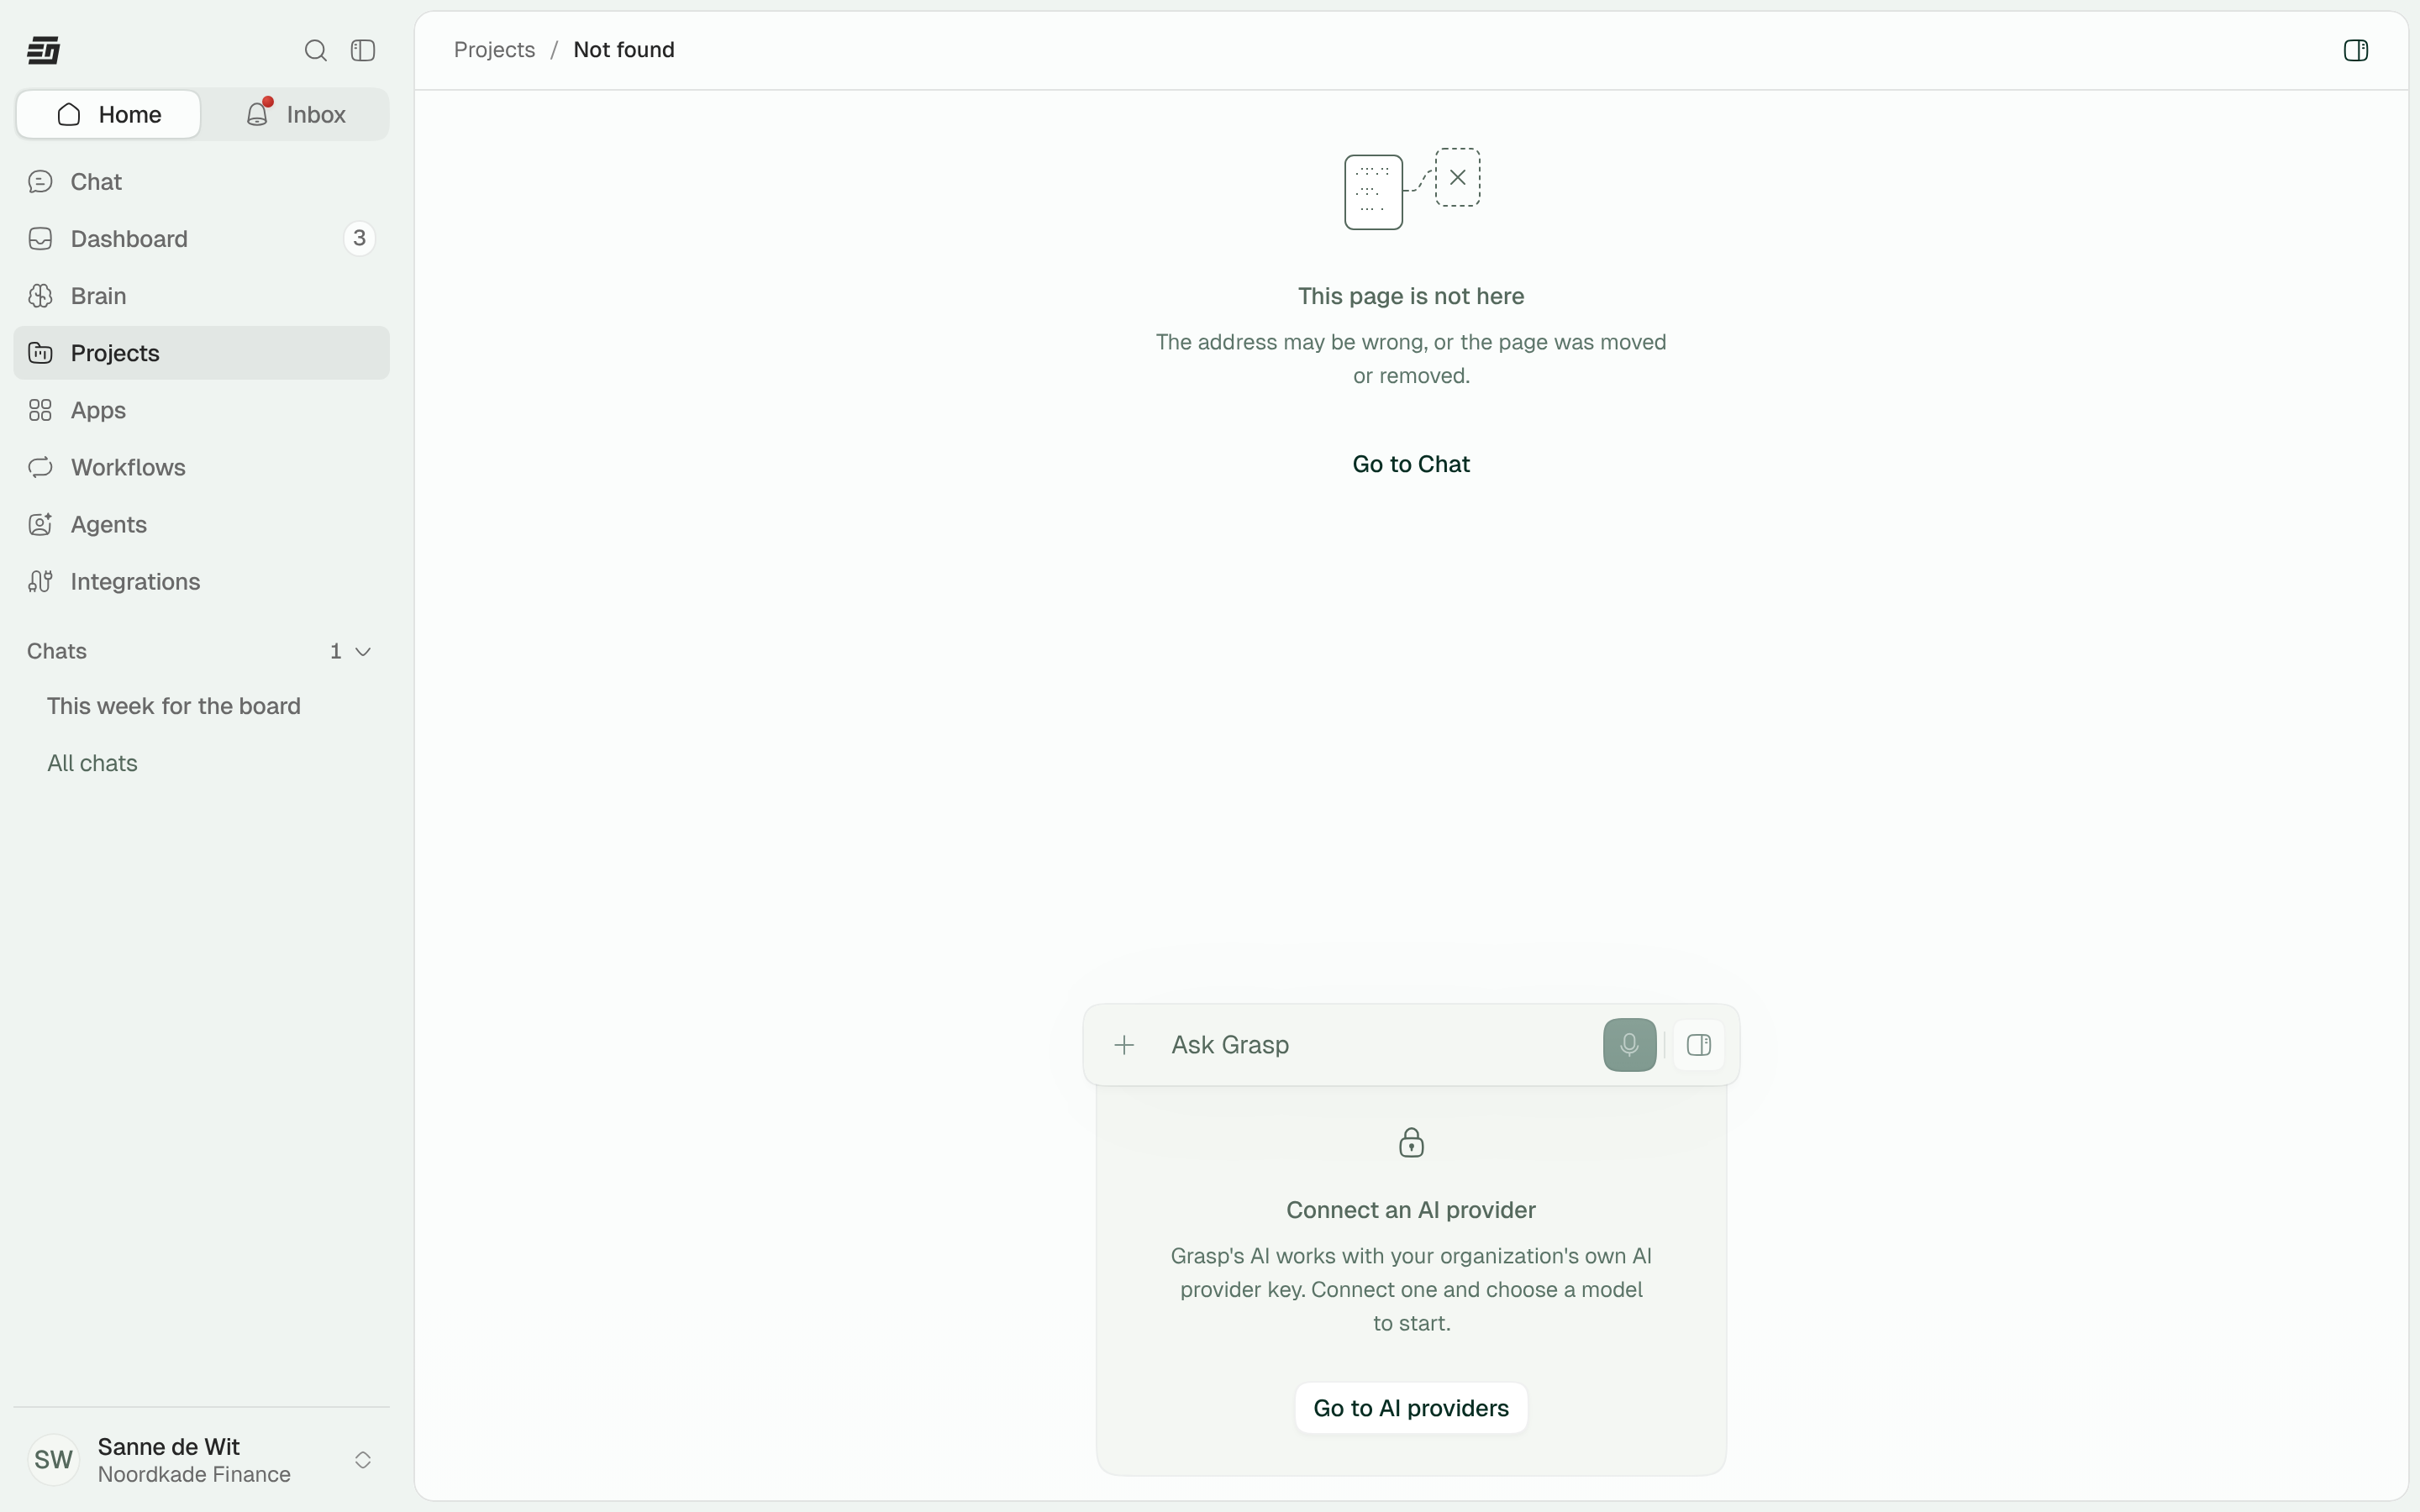 Projects / Not found
Home
Inbox
Chat
Dashboard
3
Brain
Projects
Apps
Workflows
Agents
Integrations
Chats
1
This week for the board
All chats
SW
Sanne de Wit
Noordkade Finance
This page is not here
The address may be wrong, or the page was moved
or removed.
Go to Chat
Ask Grasp
Connect an AI provider
Grasp's AI works with your organization's own AI
provider key. Connect one and choose a model
to start.
Go to AI providers